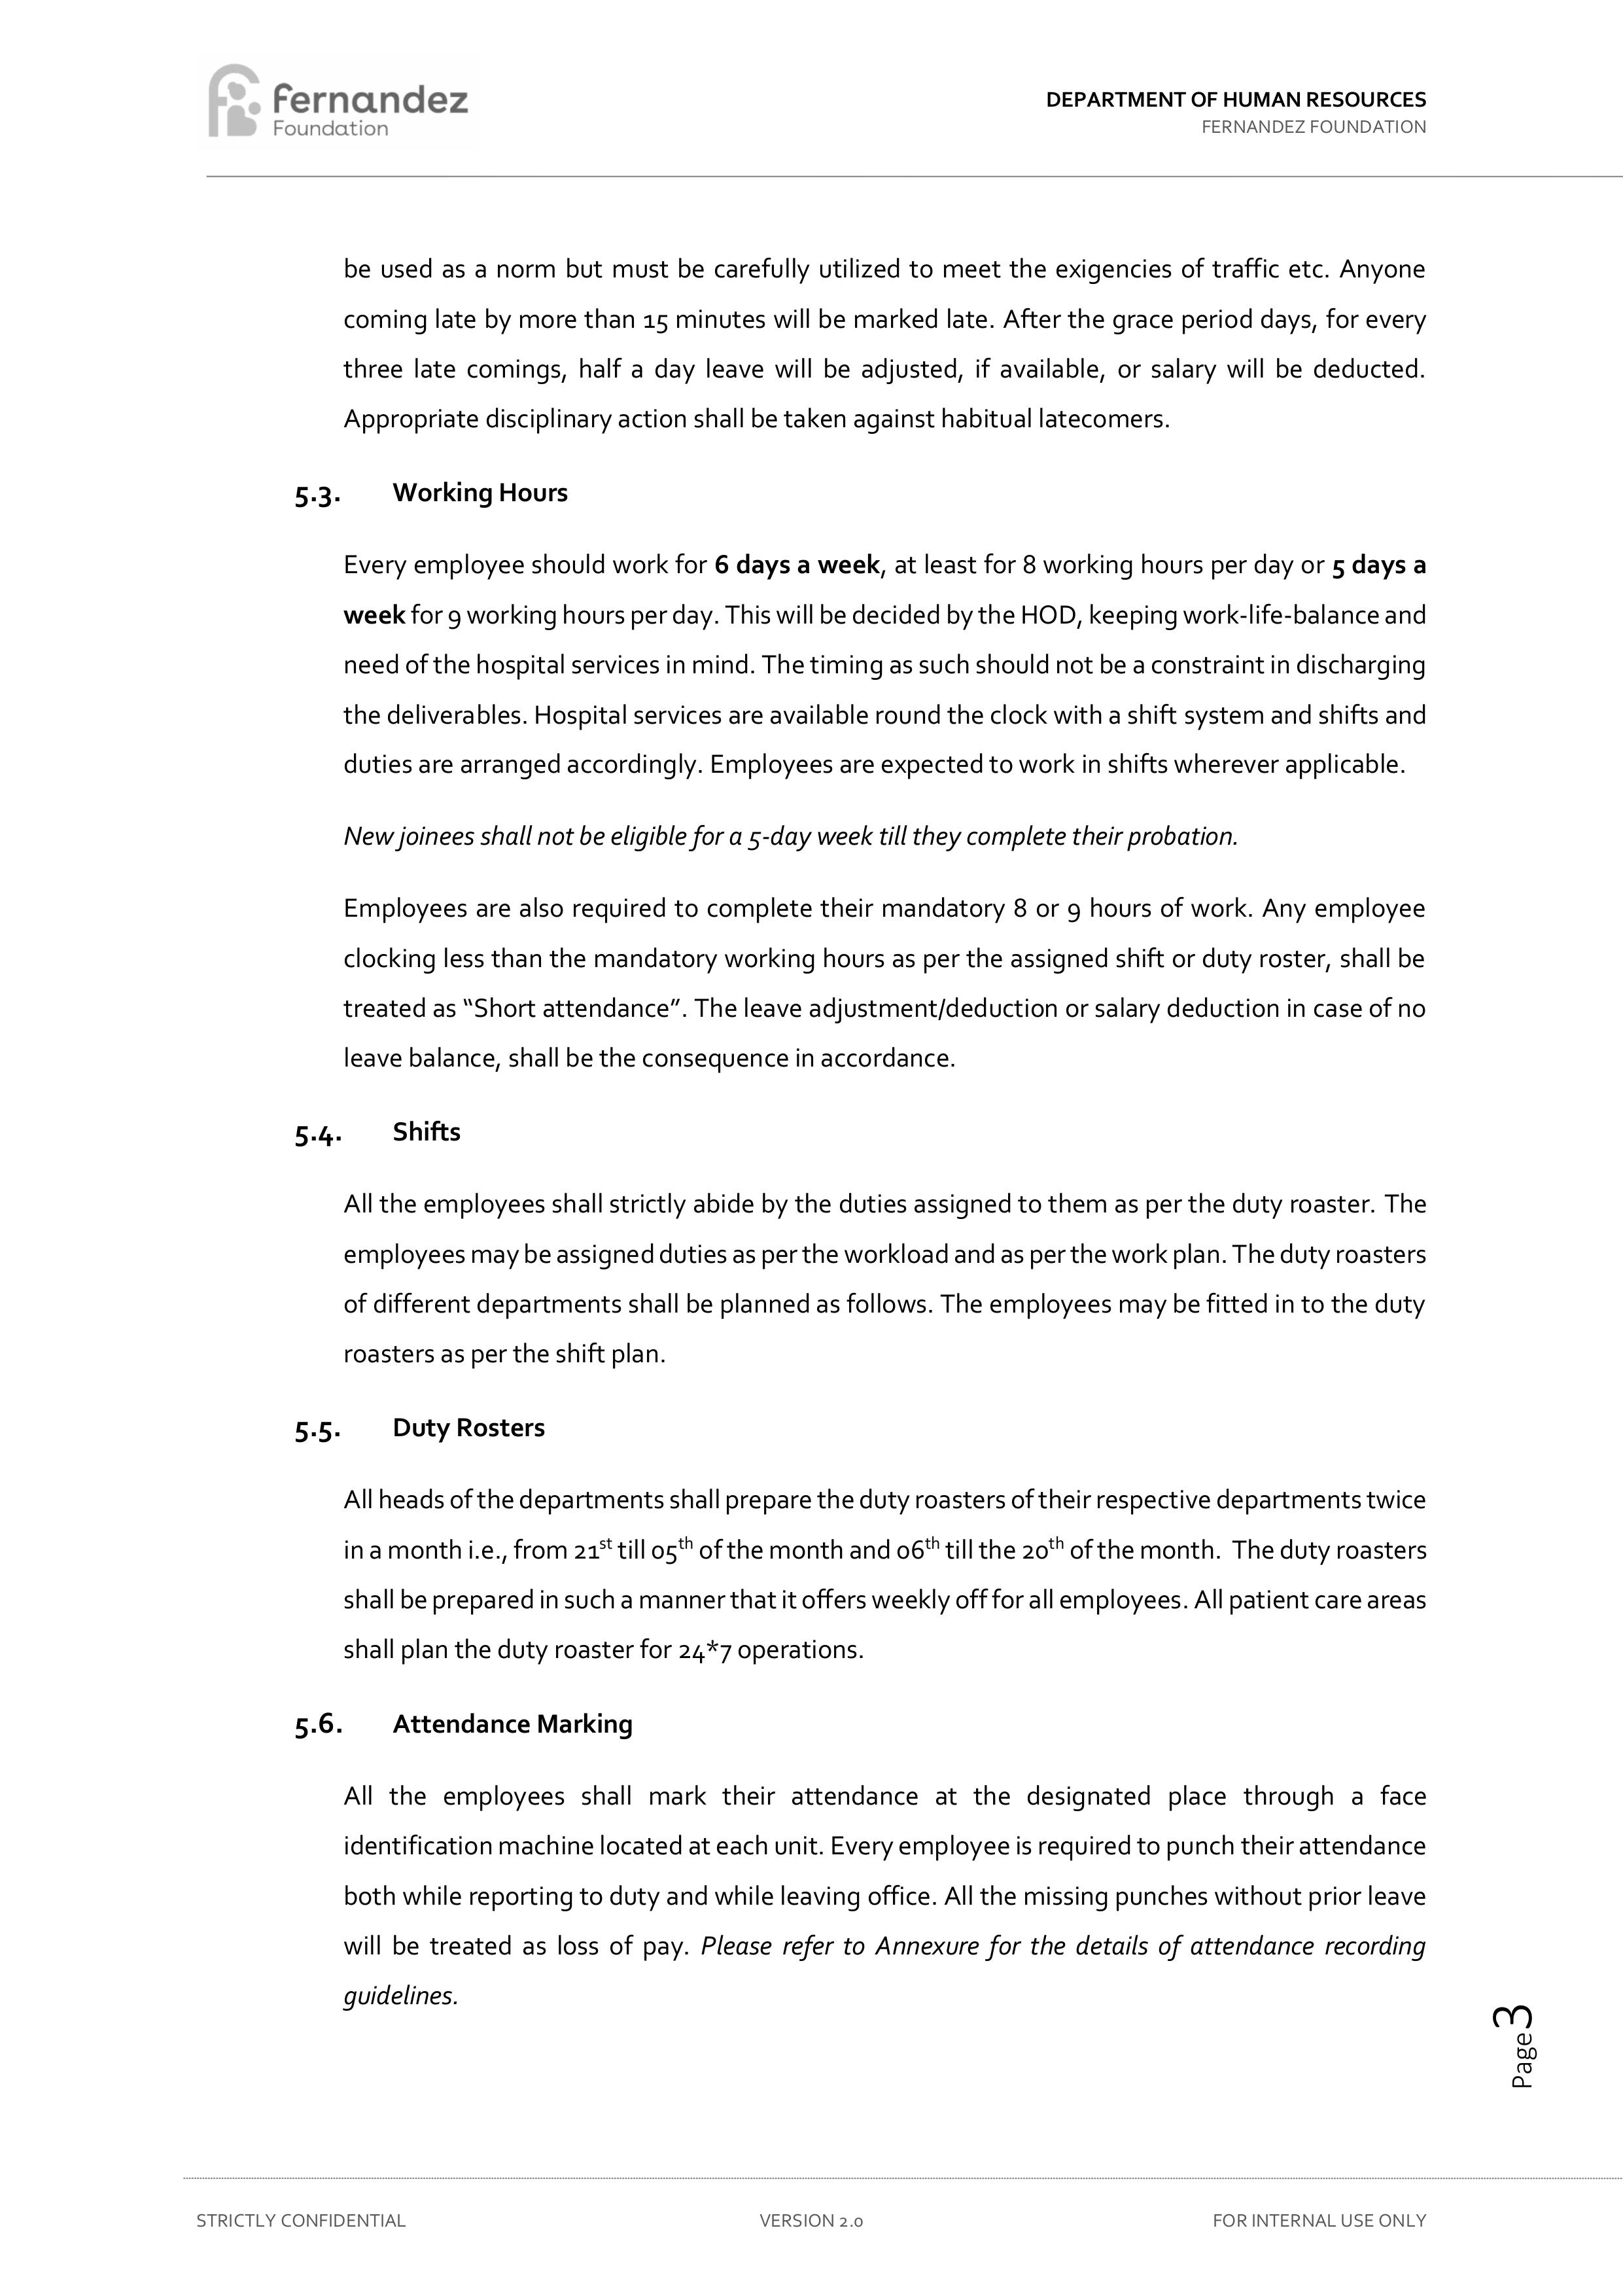 fernandez
Foundation
DEPARTMENT OF HUMAN RESOURCES
FERNANDEZ FOUNDATION
be used as a norm but must be carefully utilized to meet the exigencies of traffic etc. Anyone
coming late by more than 15 minutes will be marked late. After the grace period days, for every
three late comings, half a day leave will be adjusted, if available, or salary will be deducted.
Appropriate disciplinary action shall be taken against habitual latecomers.
5.3. Working Hours
Every employee should work for 6 days a week, at least for 8 working hours per day or 5 days a
week for 9 working hours per day. This will be decided by the HOD, keeping work-life-balance and
need of the hospital services in mind. The timing as such should not be a constraint in discharging
the deliverables. Hospital services are available round the clock with a shift system and shifts and
duties are arranged accordingly. Employees are expected to work in shifts wherever applicable.
New joinees shall not be eligible for a 5-day week till they complete their probation.
Employees are also required to complete their mandatory 8 or 9 hours of work. Any employee
clocking less than the mandatory working hours as per the assigned shift or duty roster, shall be
treated as “Short attendance”. The leave adjustment/deduction or salary deduction in case of no
leave balance, shall be the consequence in accordance.
5.4. Shifts
All the employees shall strictly abide by the duties assigned to them as per the duty roaster. The
employees may be assigned duties as per the workload and as per the work plan. The duty roasters
of different departments shall be planned as follows. The employees may be fitted in to the duty
roasters as per the shift plan.
5.5. Duty Rosters
All heads of the departments shall prepare the duty roasters of their respective departments twice
in a month i.e., from 21st till 05th of the month and 06th till the 20th of the month. The duty roasters
shall be prepared in such a manner that it offers weekly off for all employees. All patient care areas
shall plan the duty roaster for 24*7 operations.
5.6. Attendance Marking
All the employees shall mark their attendance at the designated place through a face
identification machine located at each unit. Every employee is required to punch their attendance
both while reporting to duty and while leaving office. All the missing punches without prior leave
will be treated as loss of pay. Please refer to Annexure for the details of attendance recording
guidelines.
Page 3
STRICTLY CONFIDENTIAL VERSION 2.0 FOR INTERNAL USE ONLY